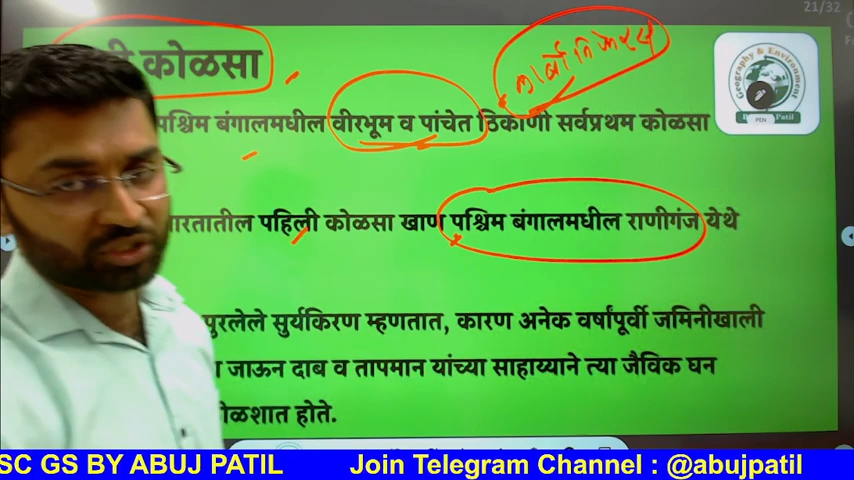 21/32
कोळसा
कार्बोनिफेरस
पश्चिम बंगालमधील वीरभूम व पांचेत ठिकाणी सर्वप्रथम कोळसा
Geography & Environment
Patil
PEN
भारतातील पहिली कोळसा खाण पश्चिम बंगालमधील राणीगंज येथे
पुरलेले सुर्यकिरण म्हणतात, कारण अनेक वर्षांपूर्वी जमिनीखाली
जाऊन दाब व तापमान यांच्या साहाय्याने त्या जैविक घन
होते.
SC GS BY ABUJ PATIL Join Telegram Channel : @abujpatil